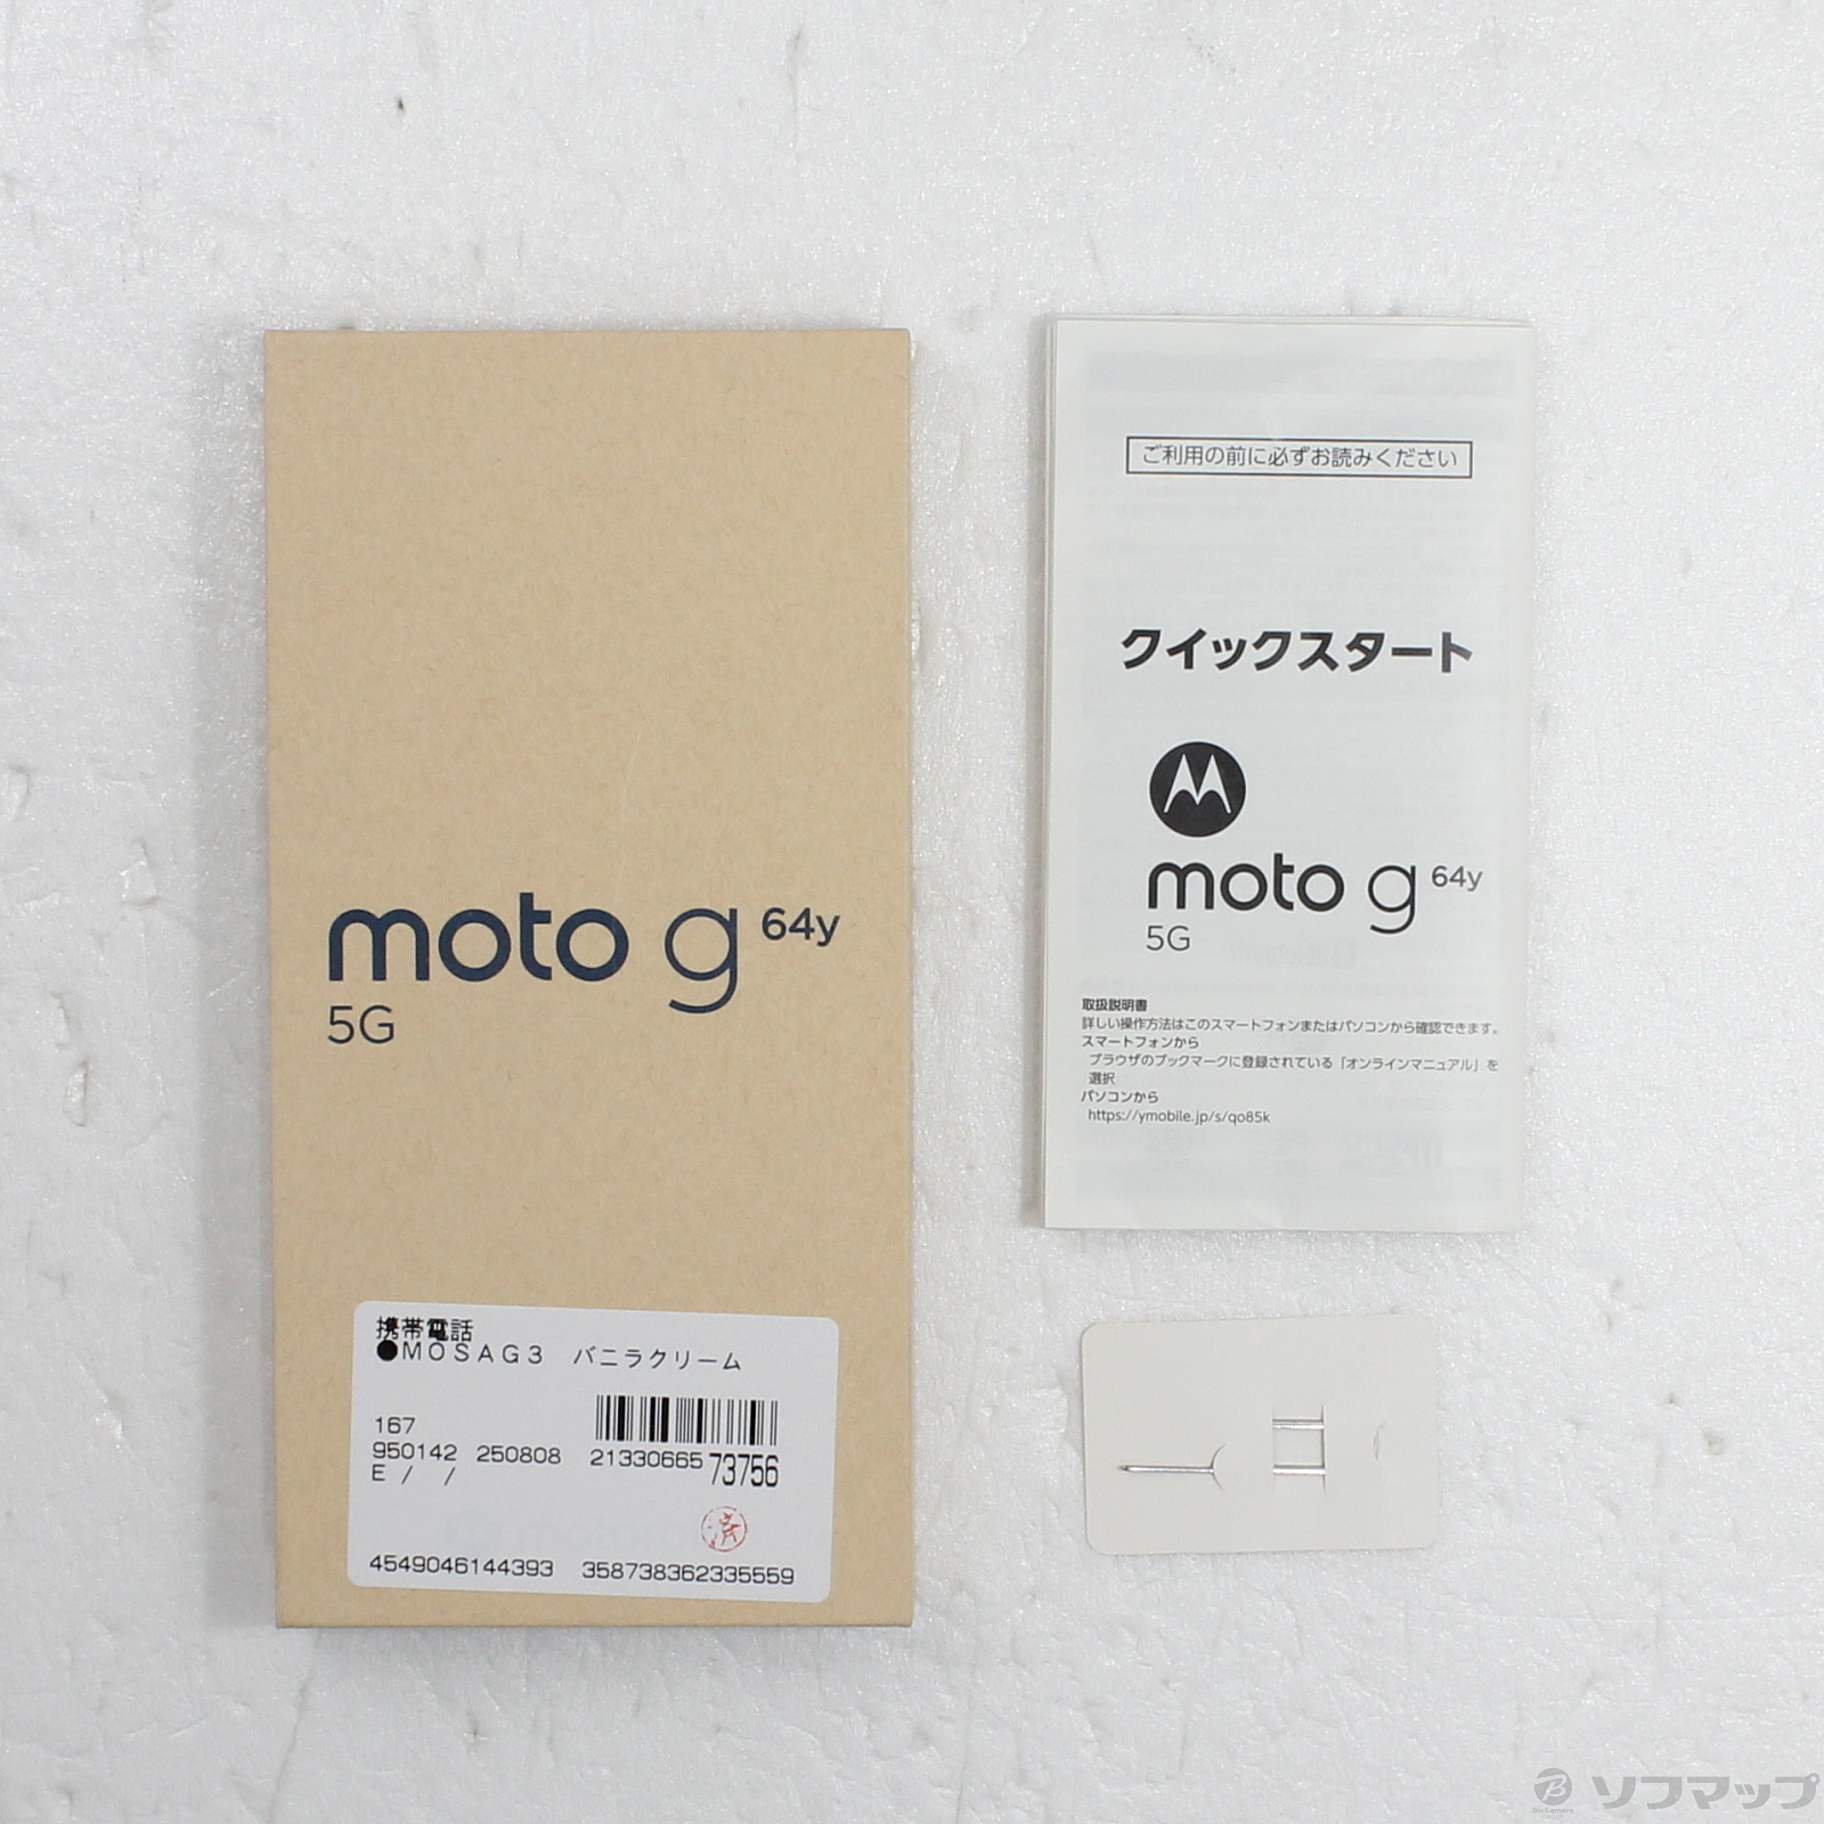 moto g 64y
5G
携帯電話
●MOSAG3 バニラクリーム
167
950142 250808 2133066573756
E / /
済
4549046144393 358738362335559
ご利用の前に必ずお読みください
クイックスタート
moto g 64y
5G
取扱説明書
詳しい操作方法はこのスマートフォンまたはパソコンから確認できます。
スマートフォンから
ブラウザのブックマークに登録されている「オンラインマニュアル」を
選択
パソコンから
https://ymobile.jp/s/qo85k
BicCamera
GROUP
ソフマップ